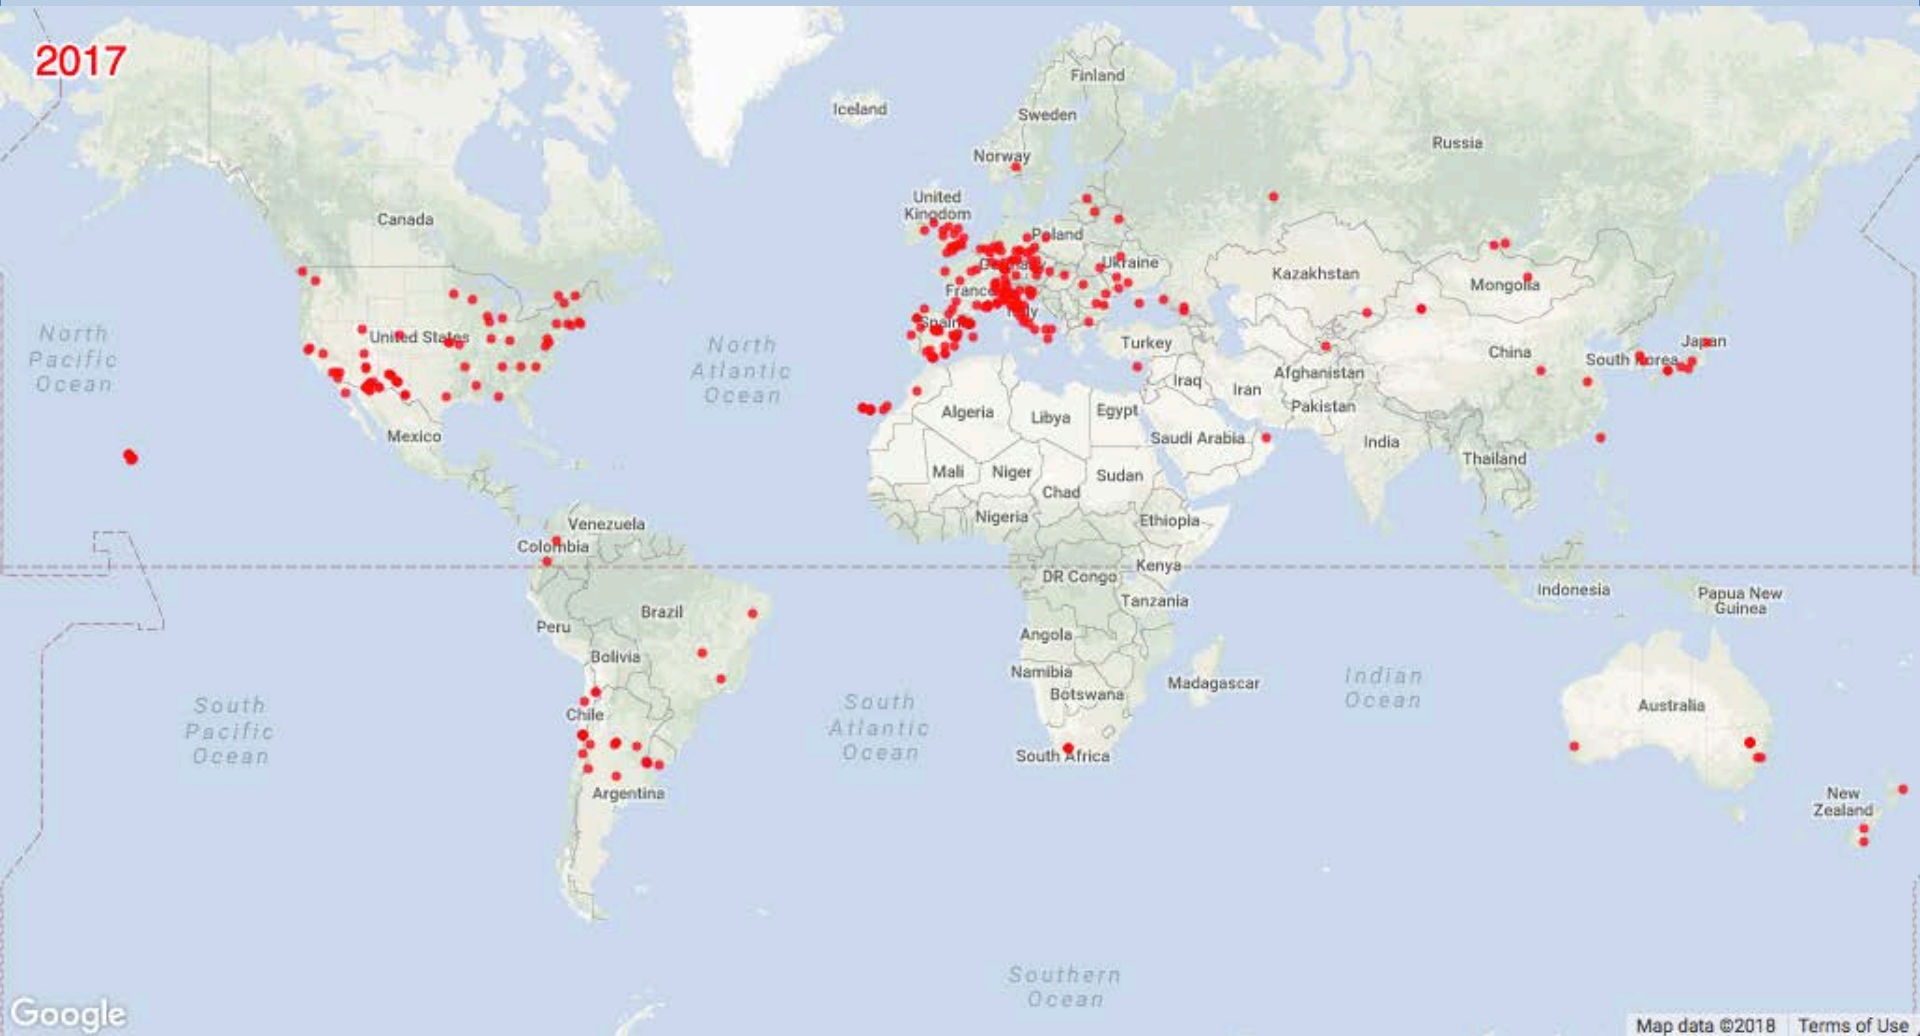 2017
Finland
Iceland
Sweden
Russia
Norway
United
Kingdom
Canada
Poland
Ukraine
Kazakhstan
Mongolia
France
Spain
Italy
North
Pacific
Ocean
United States
North
Atlantic
Ocean
Turkey
Japan
China
South Korea
Afghanistan
Iraq
Iran
Pakistan
Algeria
Libya
Egypt
Mexico
Saudi Arabia
India
Thailand
Mali
Niger
Sudan
Chad
Nigeria
Ethiopia
Venezuela
Colombia
Kenya
DR Congo
Indonesia
Papua New
Guinea
Tanzania
Brazil
Peru
Angola
Bolivia
Namibia
Botswana
Madagascar
Indian
Ocean
South
Pacific
Ocean
South
Atlantic
Ocean
Chile
Australia
South Africa
Argentina
New
Zealand
Southern
Ocean
Google
Map data ©2018
Terms of Use